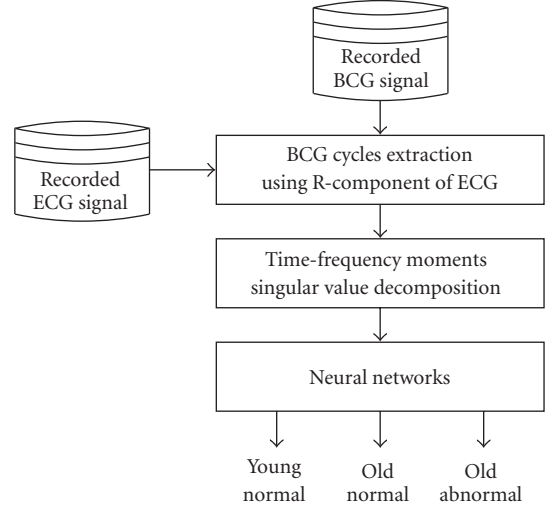 Recorded
BCG signal
Recorded
ECG signal
BCG cycles extraction
using R-component of ECG
Time-frequency moments
singular value decomposition
Neural networks
Young
normal
Old
normal
Old
abnormal